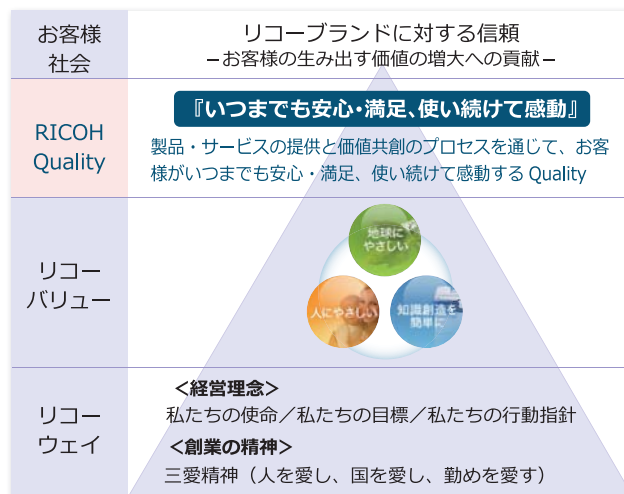 お客様
社会
リコーブランドに対する信頼
−お客様の生み出す価値の増大への貢献−
RICOH
Quality
『いつまでも安心・満足、使い続けて感動』
製品・サービスの提供と価値共創のプロセスを通じて、お客
様がいつまでも安心・満足、使い続けて感動する Quality
リコー
バリュー
地球に
やさしい
人にやさしい
知識創造を
簡単に
リコー
ウェイ
＜経営理念＞
私たちの使命／私たちの目標／私たちの行動指針
＜創業の精神＞
三愛精神（人を愛し、国を愛し、勤めを愛す）